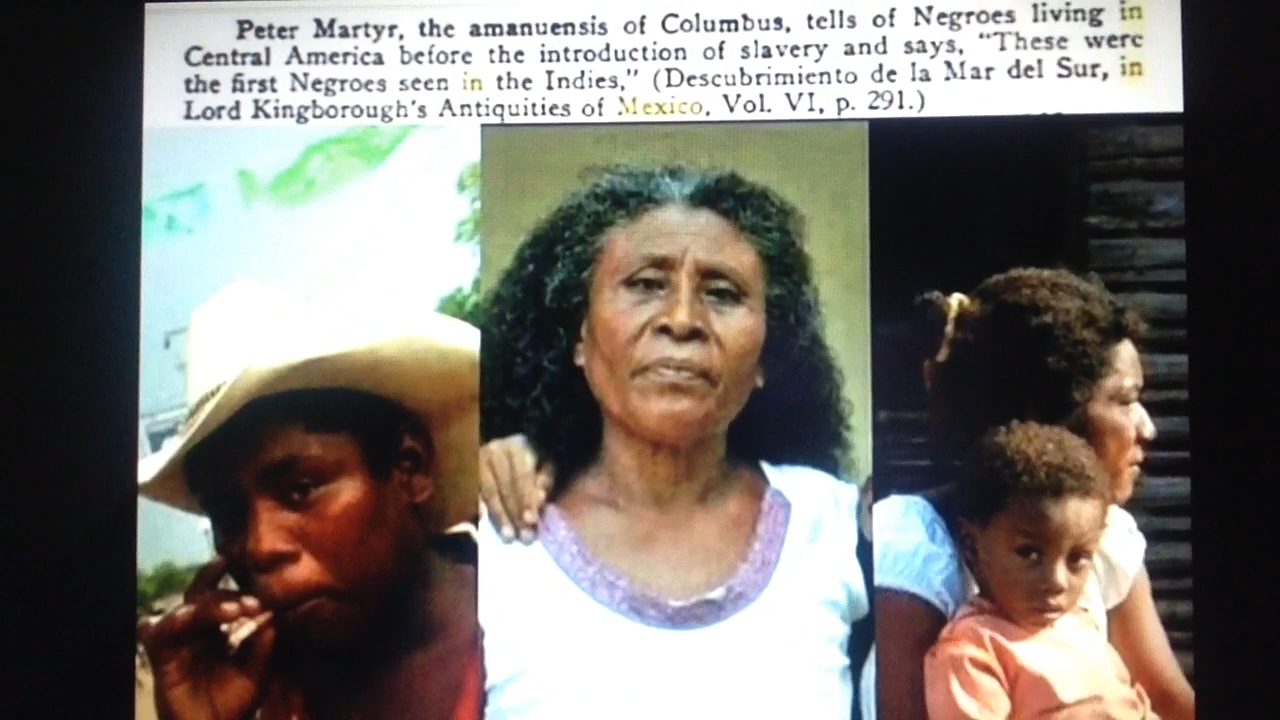 Peter Martyr, the amanuensis of Columbus, tells of Negroes living in
Central America before the introduction of slavery and says, "These were
the first Negroes seen in the Indies," (Descubrimiento de la Mar del Sur, in
Lord Kingborough's Antiquities of Mexico, Vol. VI, p. 291.)